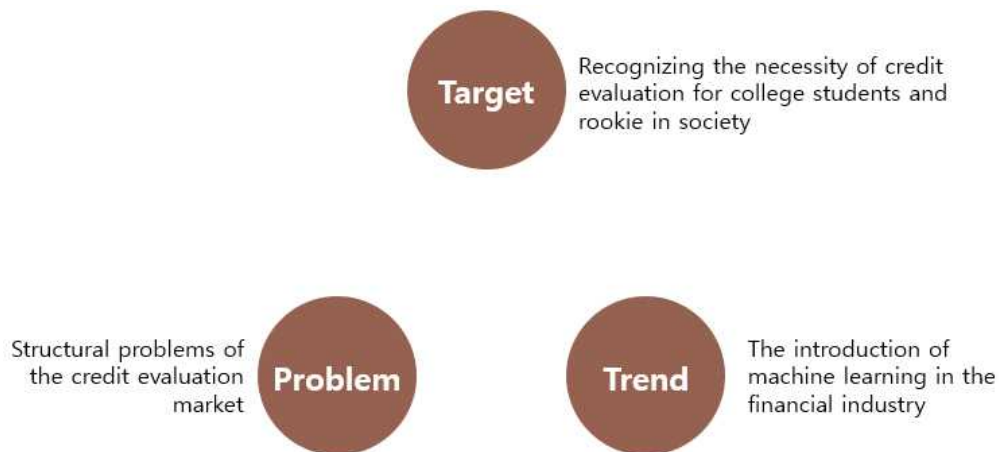 Target
Recognizing the necessity of credit
evaluation for college students and
rookie in society
Structural problems of
the credit evaluation
market
Problem
Trend
The introduction of
machine learning in the
financial industry